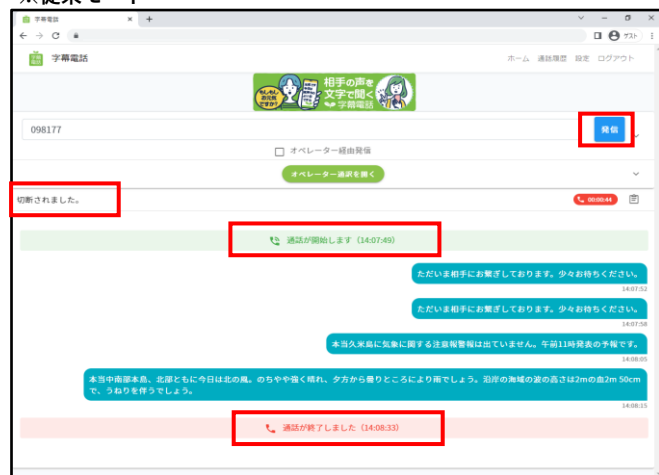 ※従来モード
字幕電話
字幕電話
ホーム 通話履歴 設定 ログアウト
もしもし
お元気
ですか?
相手の声を
文字で聞く
字幕電話
098177
発信
オペレーター経由発信
オペレーター通訳を開く
切断されました。
00:00:44
通話が開始します（14:07:49）
ただいま相手にお繋ぎしております。少々お待ちください。
14:07:52
ただいま相手にお繋ぎしております。少々お待ちください。
14:07:58
本当久米島に気象に関する注意報警報は出ていません。午前11時発表の予報です。
14:08:05
本当中南部本島、北部ともに今日は北の風。のちやや強く晴れ、夕方から曇りところにより雨でしょう。沿岸の海域の波の高さは2mの血2m 50cm
で、うねりを伴うでしょう。
14:08:15
通話が終了しました（14:08:33）